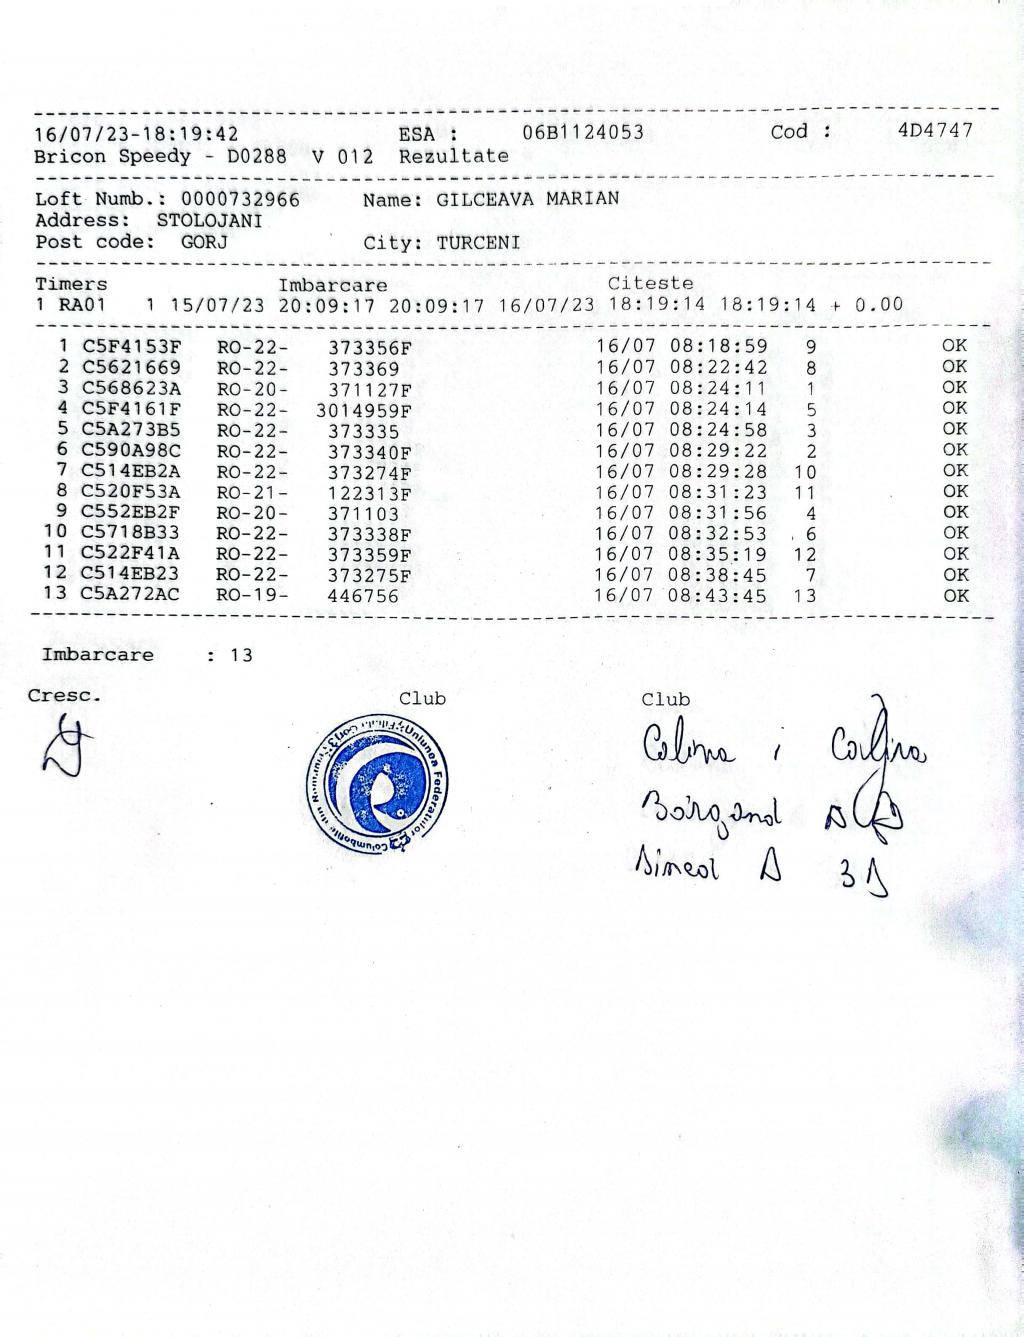 16/07/23-18:19:42 ESA : 06B1124053 Cod : 4D4747
Bricon Speedy - D0288 V 012 Rezultate
Loft Numb.: 0000732966 Name: GILCEAVA MARIAN
Address: STOLOJANI
Post code: GORJ City: TURCENI
Timers Imbarcare Citeste
1 RA01 1 15/07/23 20:09:17 20:09:17 16/07/23 18:19:14 18:19:14 + 0.00
1 C5F4153F RO-22- 373356F 16/07 08:18:59 9 OK
2 C5621669 RO-22- 373369 16/07 08:22:42 8 OK
3 C568623A RO-20- 371127F 16/07 08:24:11 1 OK
4 C5F4161F RO-22- 3014959F 16/07 08:24:14 5 OK
5 C5A273B5 RO-22- 373335 16/07 08:24:58 3 OK
6 C590A98C RO-22- 373340F 16/07 08:29:22 2 OK
7 C514EB2A RO-22- 373274F 16/07 08:29:28 10 OK
8 C520F53A RO-21- 122313F 16/07 08:31:23 11 OK
9 C552EB2F RO-20- 371103 16/07 08:31:56 4 OK
10 C5718B33 RO-22- 373338F 16/07 08:32:53 6 OK
11 C522F41A RO-22- 373359F 16/07 08:35:19 12 OK
12 C514EB23 RO-22- 373275F 16/07 08:38:45 7 OK
13 C5A272AC RO-19- 446756 16/07 08:43:45 13 OK
Imbarcare : 13
Cresc. Club Club
Uniunea Federatiilor Columbofile din Romania